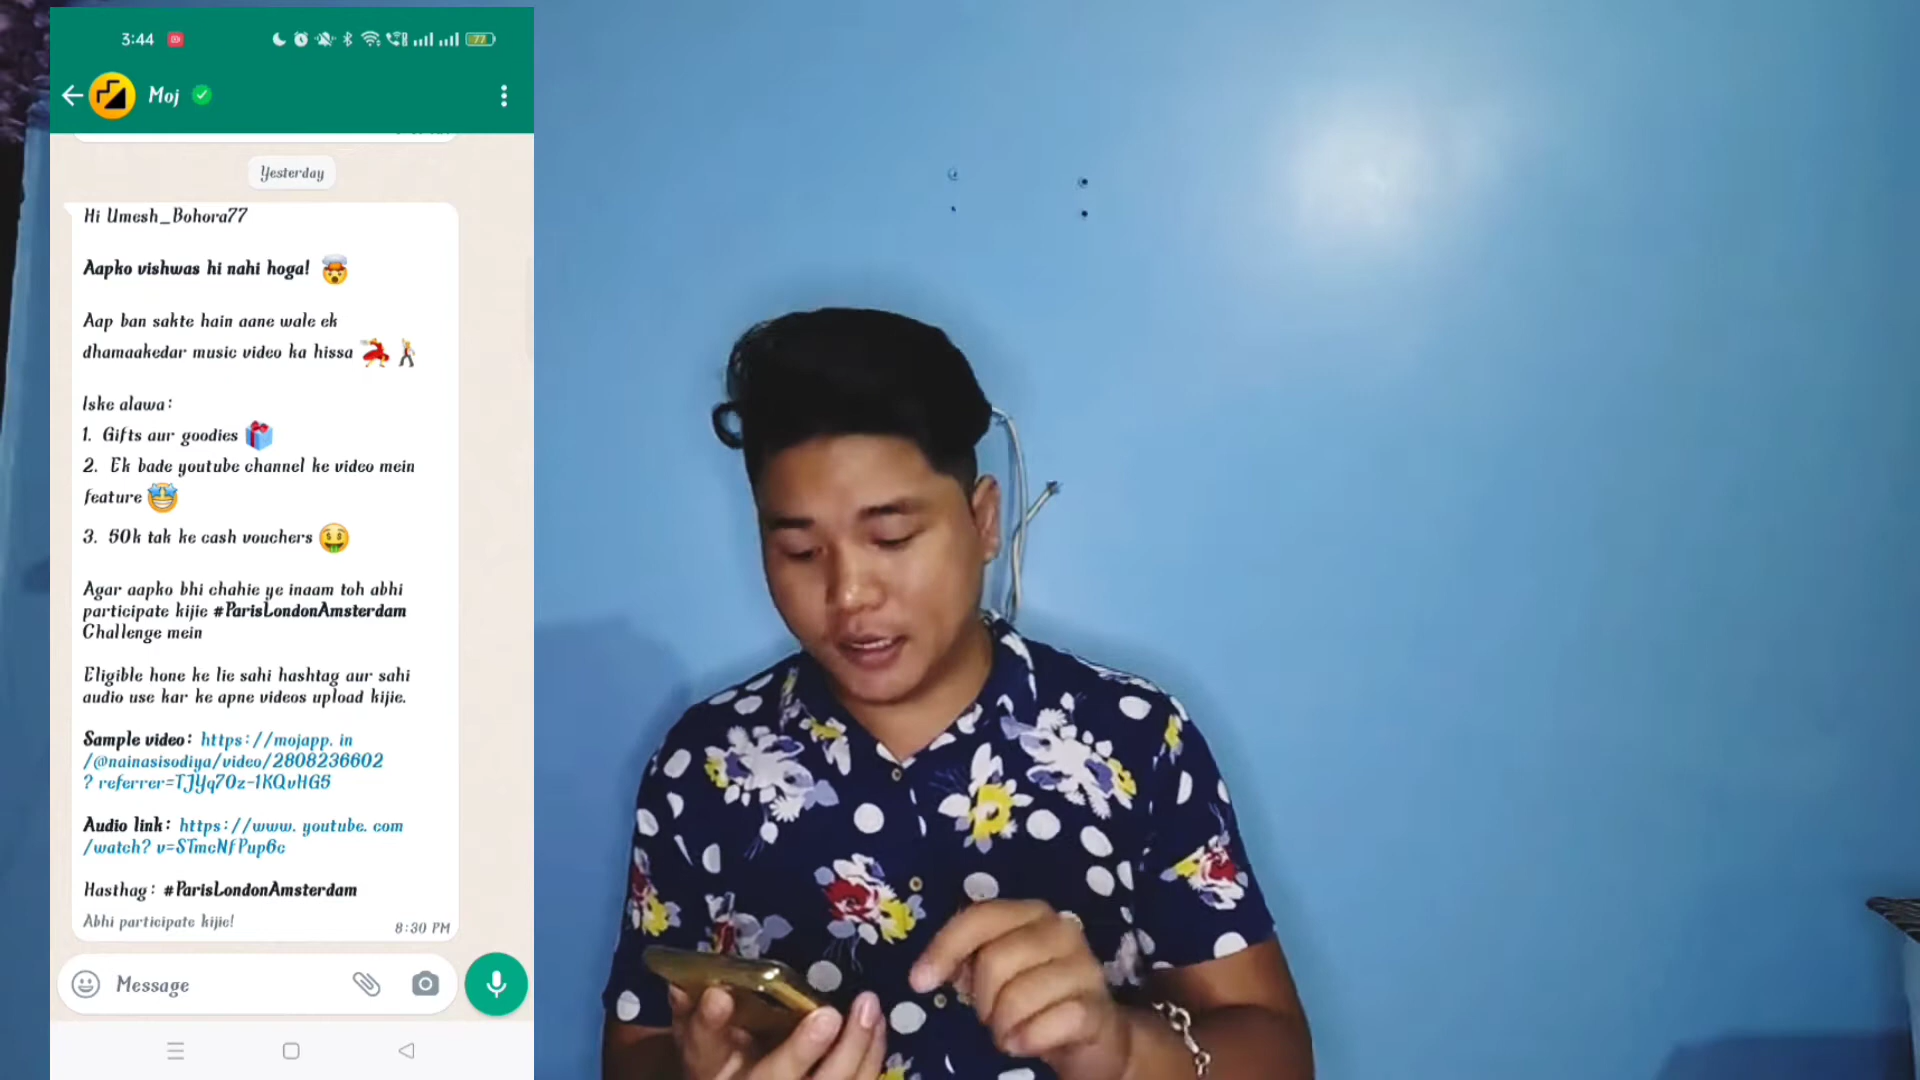 3:44
77
Moj
Yesterday
Hi Umesh_Bohora77
Aapko vishwas hi nahi hoga! 🤯
Aap ban sakte hain aane wale ek
dhamaakedar music video ka hissa 💃🕺
Iske alawa:
1. Gifts aur goodies 🎁
2. Ek bade youtube channel ke video mein
feature 🤩
3. 50k tak ke cash vouchers 🤑
Agar aapko bhi chahie ye inaam toh abhi
participate kijie #ParisLondonAmsterdam
Challenge mein
Eligible hone ke lie sahi hashtag aur sahi
audio use kar ke apne videos upload kijie.
Sample video: https://mojapp. in
/@nainasisodiya/video/2808236602
? referrer=TJYq7Oz-1KQvHG5
Audio link: https://www. youtube. com
/watch? v=STmcNfPup6c
Hasthag: #ParisLondonAmsterdam
Abhi participate kijie!
8:30 PM
Message